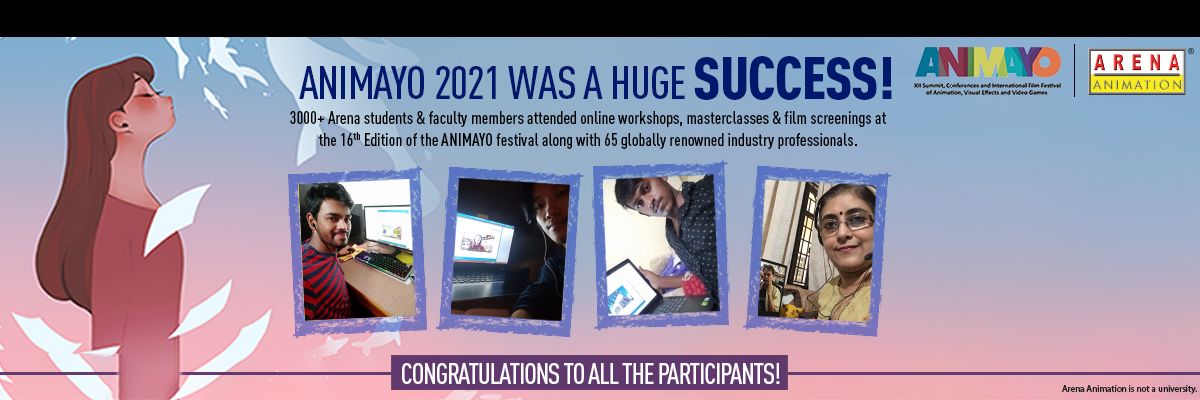 ANIMAYO 2021 WAS A HUGE SUCCESS!
3000+ Arena students & faculty members attended online workshops, masterclasses & film screenings at
the 16th Edition of the ANIMAYO festival along with 65 globally renowned industry professionals.
ANIMAYO
XII Summit, Conferences and International Film Festival
of Animation, Visual Effects and Video Games
ARENA ®
ANIMATION
CONGRATULATIONS TO ALL THE PARTICIPANTS!
Arena Animation is not a university.